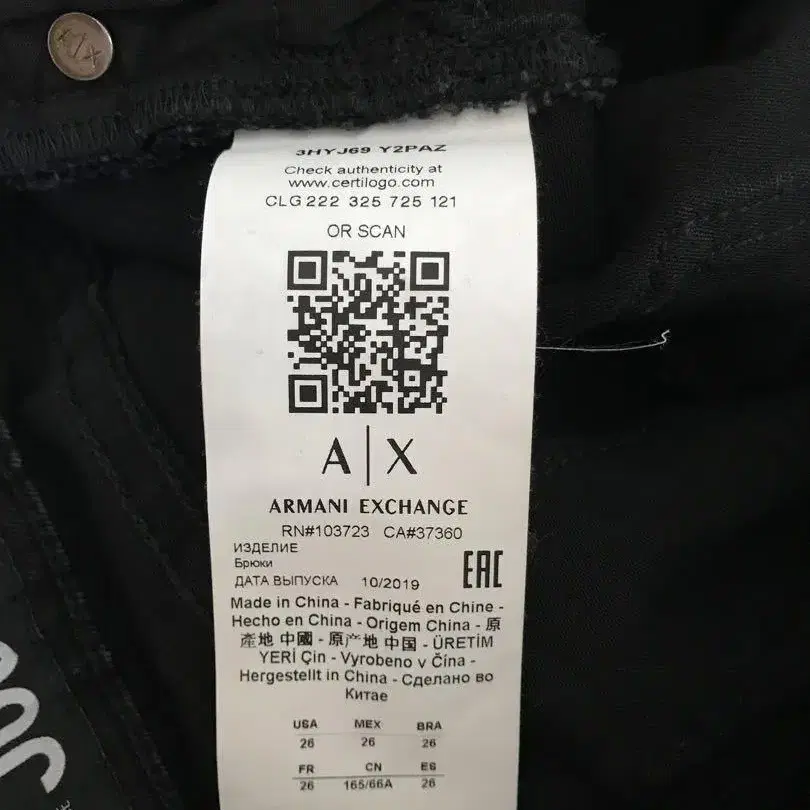 A|X
3HYJ69 Y2PAZ
Check authenticity at
www.certilogo.com
CLG 222 325 725 121
OR SCAN
A|X
ARMANI EXCHANGE
RN#103723 CA#37360
ИЗДЕЛИЕ
Брюки
ДАТА ВЫПУСКА 10/2019
EAC
Made in China - Fabriqué en Chine -
Hecho en China - Origem China - 原
產地 中國 - 原产地 中国 - ÜRETİM
YERİ Çin - Vyrobeno v Čína -
Hergestellt in China - Сделано во
Китае
USA MEX BRA
26 26 26
FR CN ES
26 165/66A 26